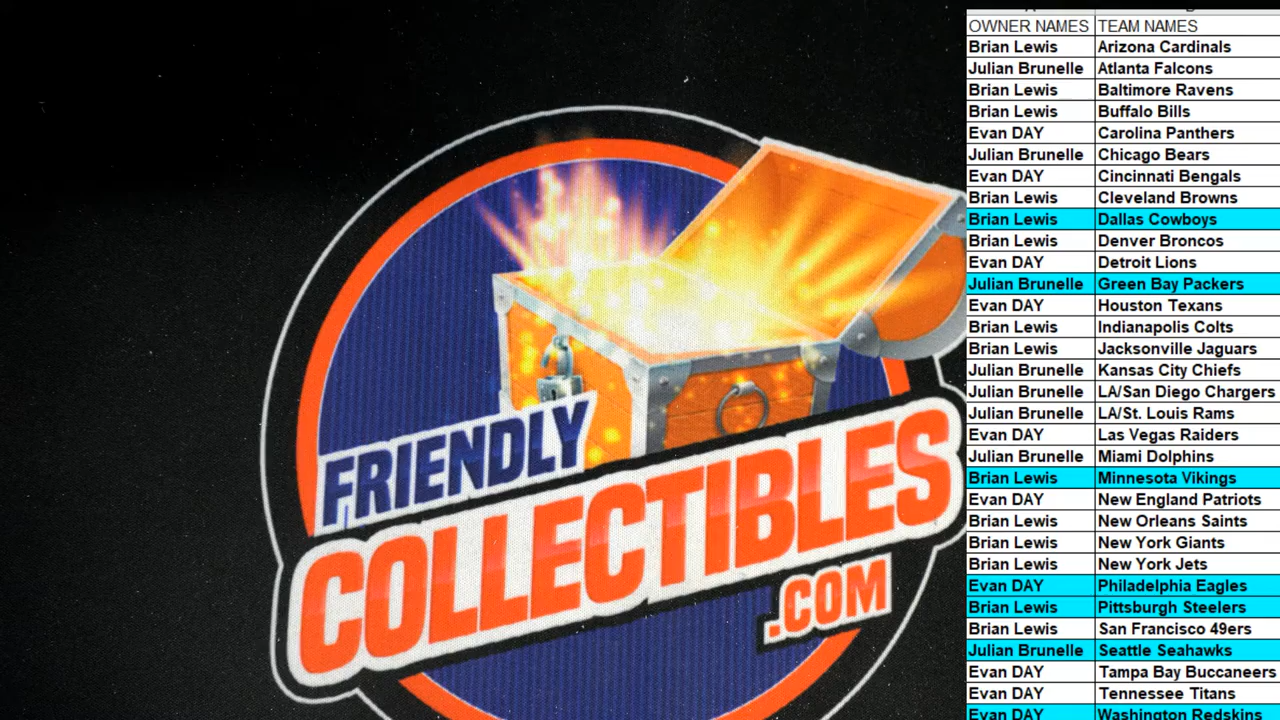 OWNER NAMES TEAM NAMES
Brian Lewis Arizona Cardinals
Julian Brunelle Atlanta Falcons
Brian Lewis Baltimore Ravens
Brian Lewis Buffalo Bills
Evan DAY Carolina Panthers
Julian Brunelle Chicago Bears
Evan DAY Cincinnati Bengals
Brian Lewis Cleveland Browns
Brian Lewis Dallas Cowboys
Brian Lewis Denver Broncos
Evan DAY Detroit Lions
Julian Brunelle Green Bay Packers
Evan DAY Houston Texans
Brian Lewis Indianapolis Colts
Brian Lewis Jacksonville Jaguars
Julian Brunelle Kansas City Chiefs
Julian Brunelle LA/San Diego Chargers
Julian Brunelle LA/St. Louis Rams
Evan DAY Las Vegas Raiders
Julian Brunelle Miami Dolphins
Brian Lewis Minnesota Vikings
Evan DAY New England Patriots
Brian Lewis New Orleans Saints
Brian Lewis New York Giants
Brian Lewis New York Jets
Evan DAY Philadelphia Eagles
Brian Lewis Pittsburgh Steelers
Brian Lewis San Francisco 49ers
Julian Brunelle Seattle Seahawks
Evan DAY Tampa Bay Buccaneers
Evan DAY Tennessee Titans
Evan DAY Washington Redskins
FRIENDLY
COLLECTIBLES
.COM